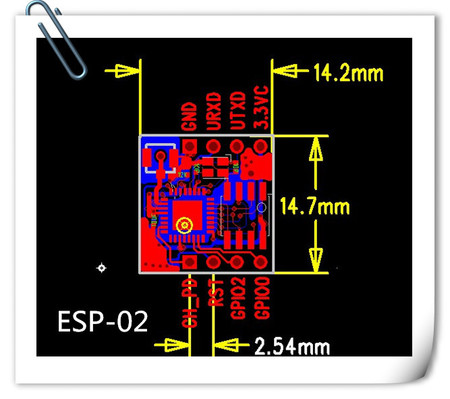 14.2mm
GND
URXD
UTXD
3.3VC
14.7mm
CH_PD
RST
GPIO2
GPIO0
ESP-02
2.54mm